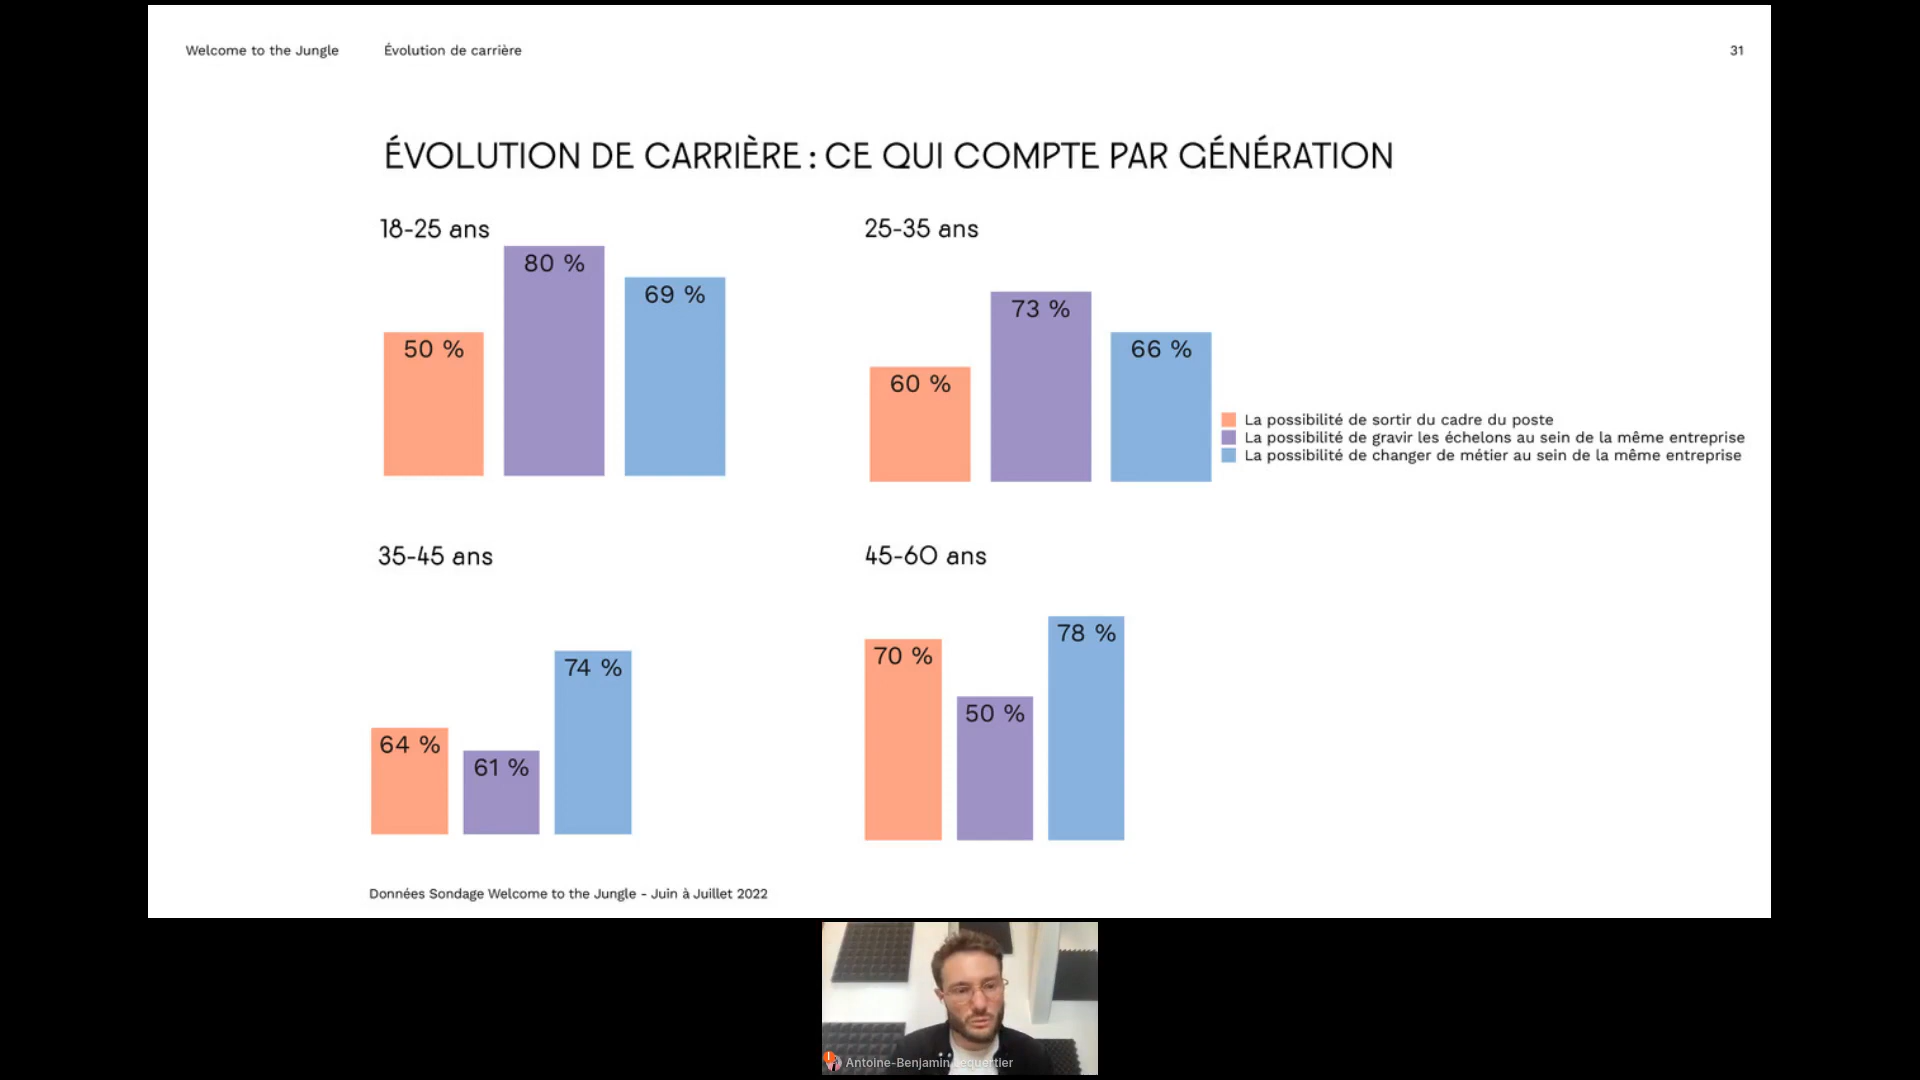 Welcome to the Jungle
Évolution de carrière
31
ÉVOLUTION DE CARRIÈRE : CE QUI COMPTE PAR GÉNÉRATION
18-25 ans
50 %
80 %
69 %
25-35 ans
60 %
73 %
66 %
La possibilité de sortir du cadre du poste
La possibilité de gravir les échelons au sein de la même entreprise
La possibilité de changer de métier au sein de la même entreprise
35-45 ans
64 %
61 %
74 %
45-60 ans
70 %
50 %
78 %
Données Sondage Welcome to the Jungle - Juin à Juillet 2022
Antoine-Benjamin